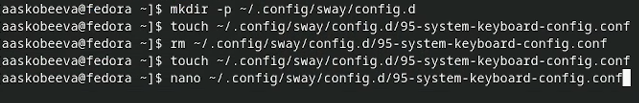 aaskobeeva@fedora ~]$ mkdir -p ~/.config/sway/config.d
aaskobeeva@fedora ~]$ touch ~/.config/sway/config.d/95-system-keyboard-config.conf
aaskobeeva@fedora ~]$ rm ~/.config/sway/config.d/95-system-keyboard-config.conf
aaskobeeva@fedora ~]$ touch ~/.config/sway/config.d/95-system-keyboard-config.conf
aaskobeeva@fedora ~]$ nano ~/.config/sway/config.d/95-system-keyboard-config.conf